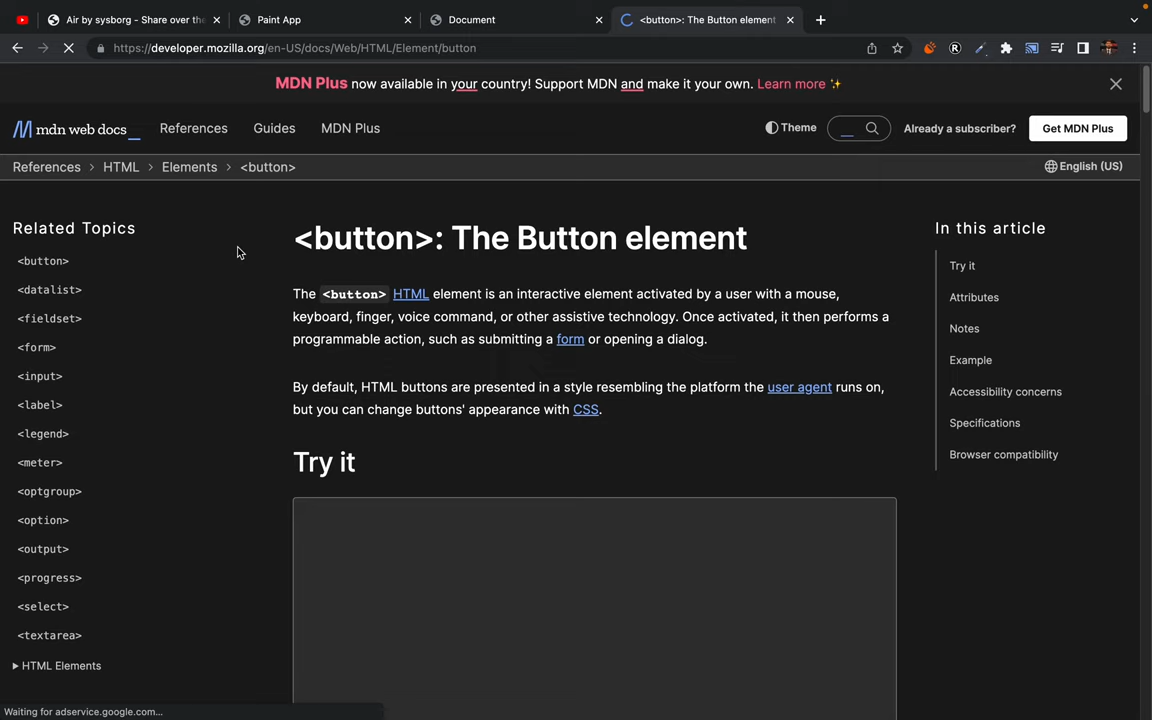 Air by sysborg - Share over the
Paint App
Document
<button>: The Button element
https://developer.mozilla.org/en-US/docs/Web/HTML/Element/button
MDN Plus now available in your country! Support MDN and make it your own. Learn more ✨
mdn web docs_
References
Guides
MDN Plus
Theme
Already a subscriber?
Get MDN Plus
References > HTML > Elements > <button>
English (US)
Related Topics
<button>
<datalist>
<fieldset>
<form>
<input>
<label>
<legend>
<meter>
<optgroup>
<option>
<output>
<progress>
<select>
<textarea>
HTML Elements
<button>: The Button element
The <button> HTML element is an interactive element activated by a user with a mouse,
keyboard, finger, voice command, or other assistive technology. Once activated, it then performs a
programmable action, such as submitting a form or opening a dialog.
By default, HTML buttons are presented in a style resembling the platform the user agent runs on,
but you can change buttons' appearance with CSS.
Try it
In this article
Try it
Attributes
Notes
Example
Accessibility concerns
Specifications
Browser compatibility
Waiting for adservice.google.com...